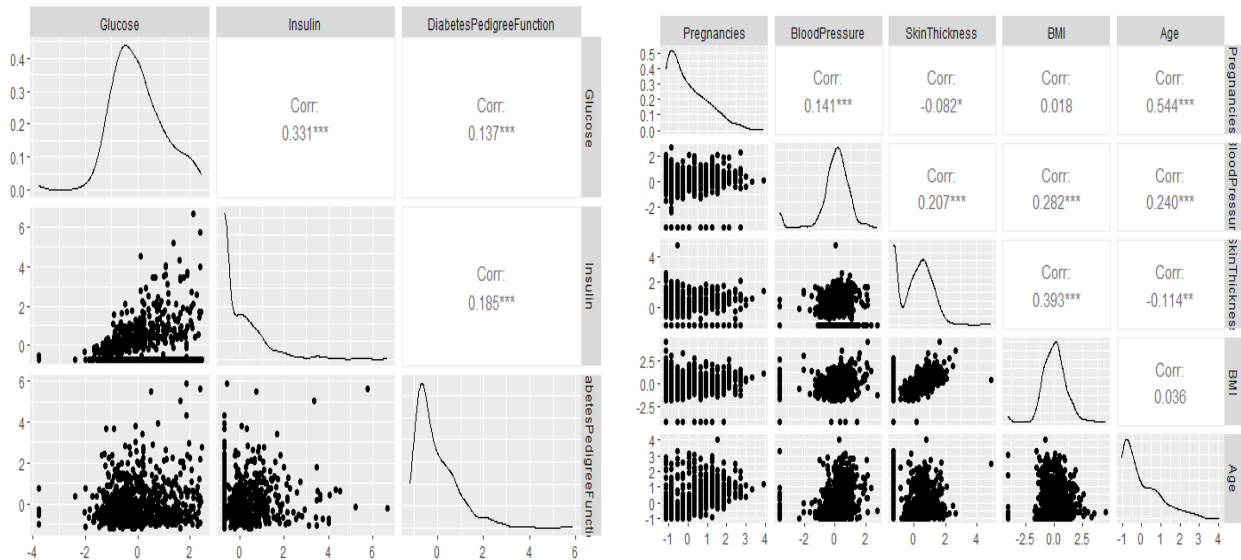 Glucose Insulin DiabetesPedigreeFunction
0.4
0.3
0.2
0.1
0.0
Corr:
0.331***
Corr:
0.137***
Glucose
6
4
2
0
Corr:
0.185***
Insulin
6
4
2
0
abetesPedigreeFuncti
-4 -2 0 2 0 2 4 6 0 2 4 6
Pregnancies BloodPressure SkinThickness BMI Age
0.5
0.4
0.3
0.2
0.1
0.0
Corr:
0.141***
Corr:
-0.082*
Corr:
0.018
Corr:
0.544***
Pregnancies
2
0
-2
Corr:
0.207***
Corr:
0.282***
Corr:
0.240***
BloodPressur
4
2
0
Corr:
0.393***
Corr:
-0.114**
SkinThickness
2.5
0.0
-2.5
Corr:
0.036
BMI
4
3
2
1
0
-1
Age
-1 0 1 2 3 4 -2 0 2 0 2 4 -2.5 0.0 2.5 -1 0 1 2 3 4